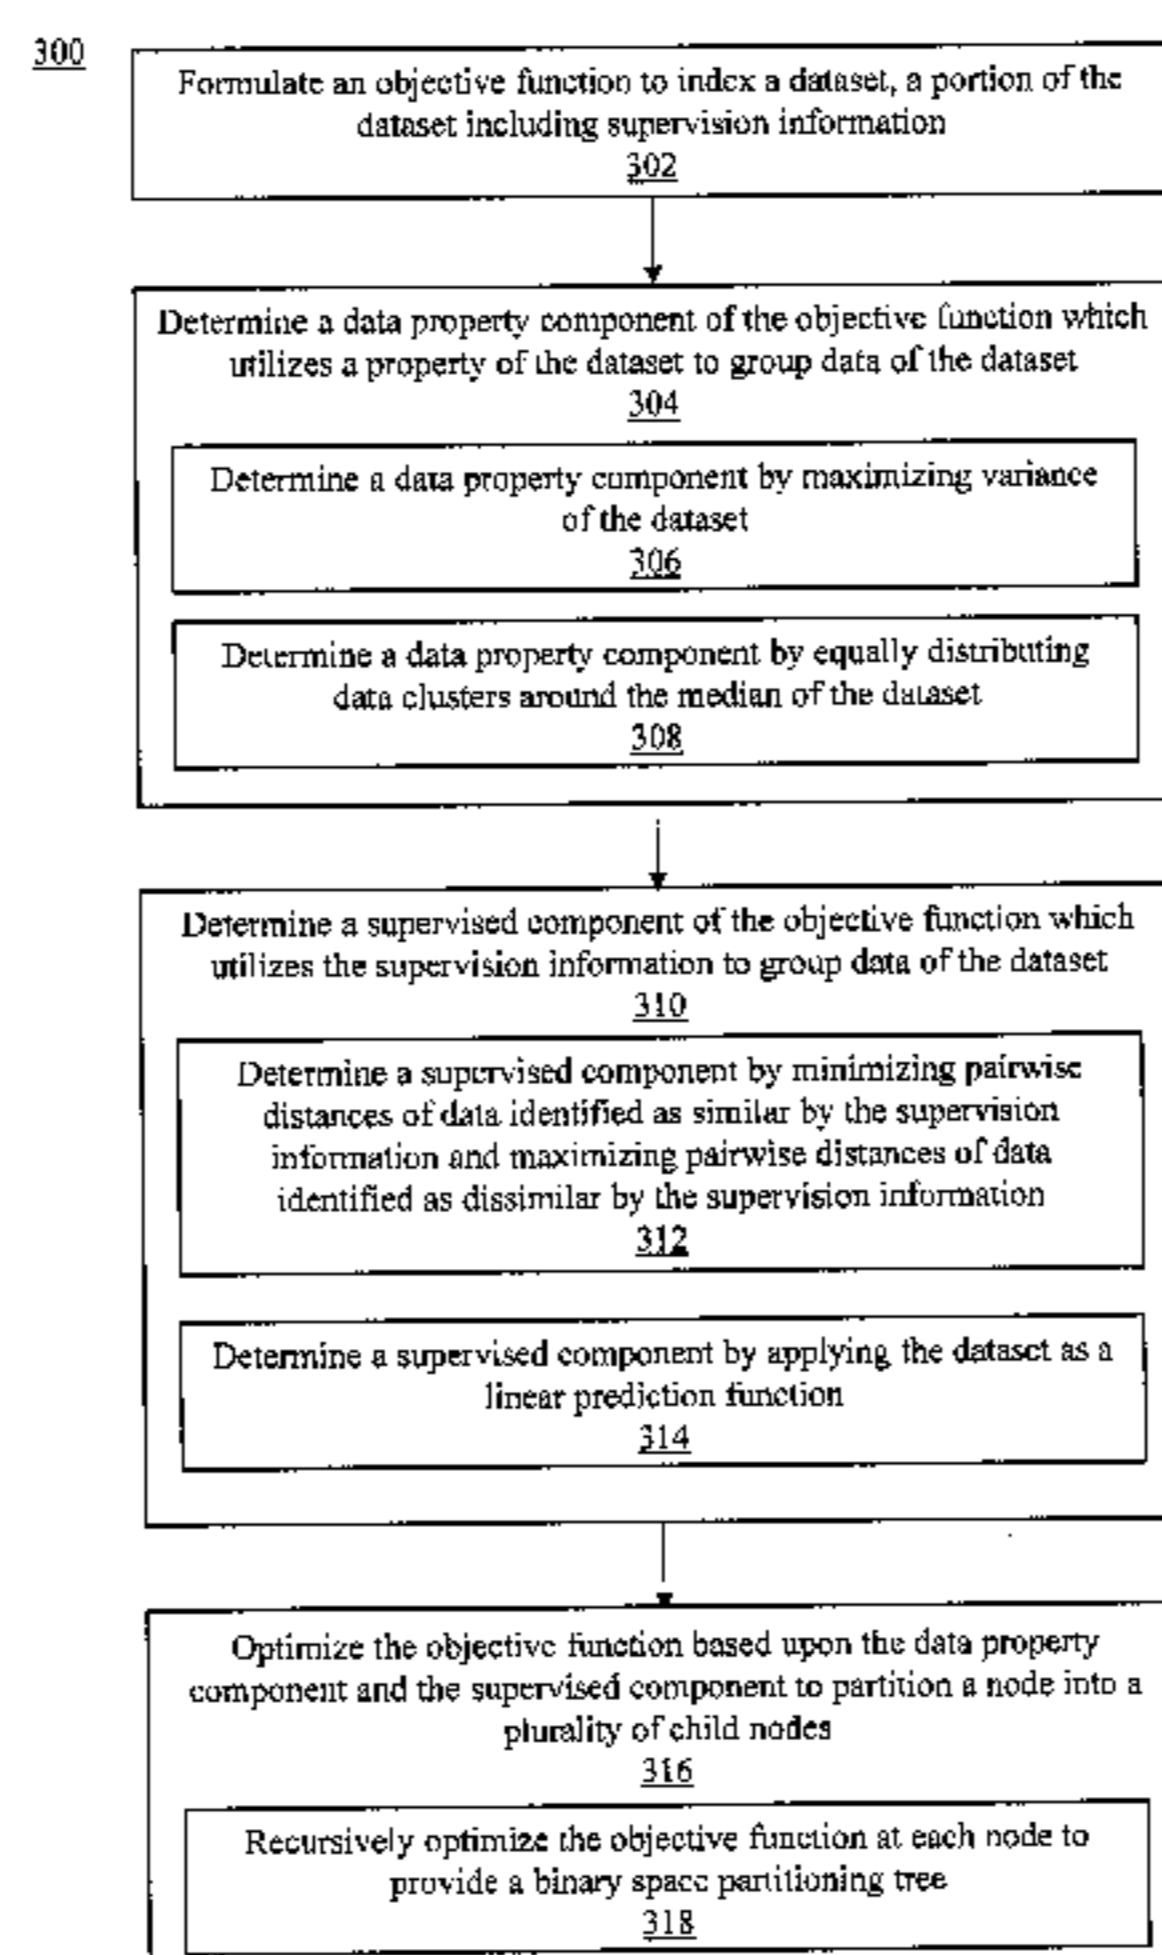 300
Formulate an objective function to index a dataset, a portion of the
dataset including supervision information
302
Determine a data property component of the objective function which
utilizes a property of the dataset to group data of the dataset
304
Determine a data property component by maximizing variance
of the dataset
306
Determine a data property component by equally distributing
data clusters around the median of the dataset
308
Determine a supervised component of the objective function which
utilizes the supervision information to group data of the dataset
310
Determine a supervised component by minimizing pairwise
distances of data identified as similar by the supervision
information and maximizing pairwise distances of data
identified as dissimilar by the supervision information
312
Determine a supervised component by applying the dataset as a
linear prediction function
314
Optimize the objective function based upon the data property
component and the supervised component to partition a node into a
plurality of child nodes
316
Recursively optimize the objective function at each node to
provide a binary space partitioning tree
318